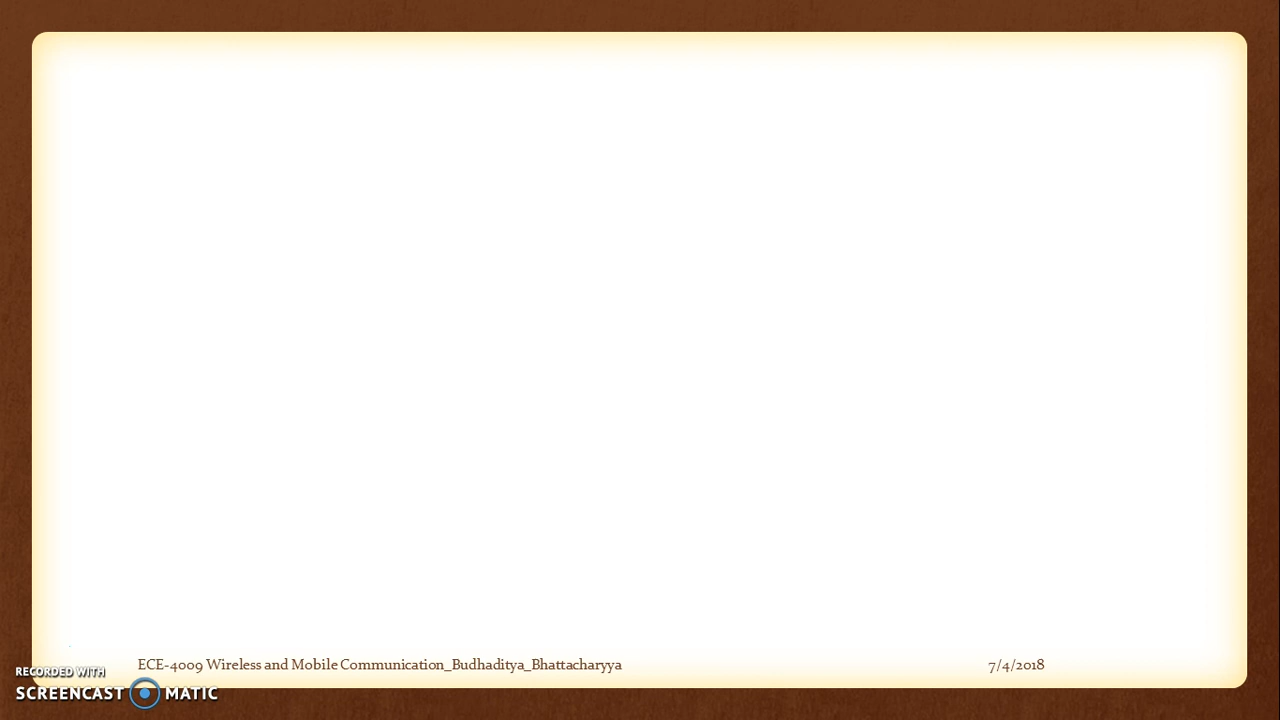 ECE-4009 Wireless and Mobile Communication_Budhaditya_Bhattacharyya
7/4/2018
RECORDED WITH
SCREENCAST MATIC